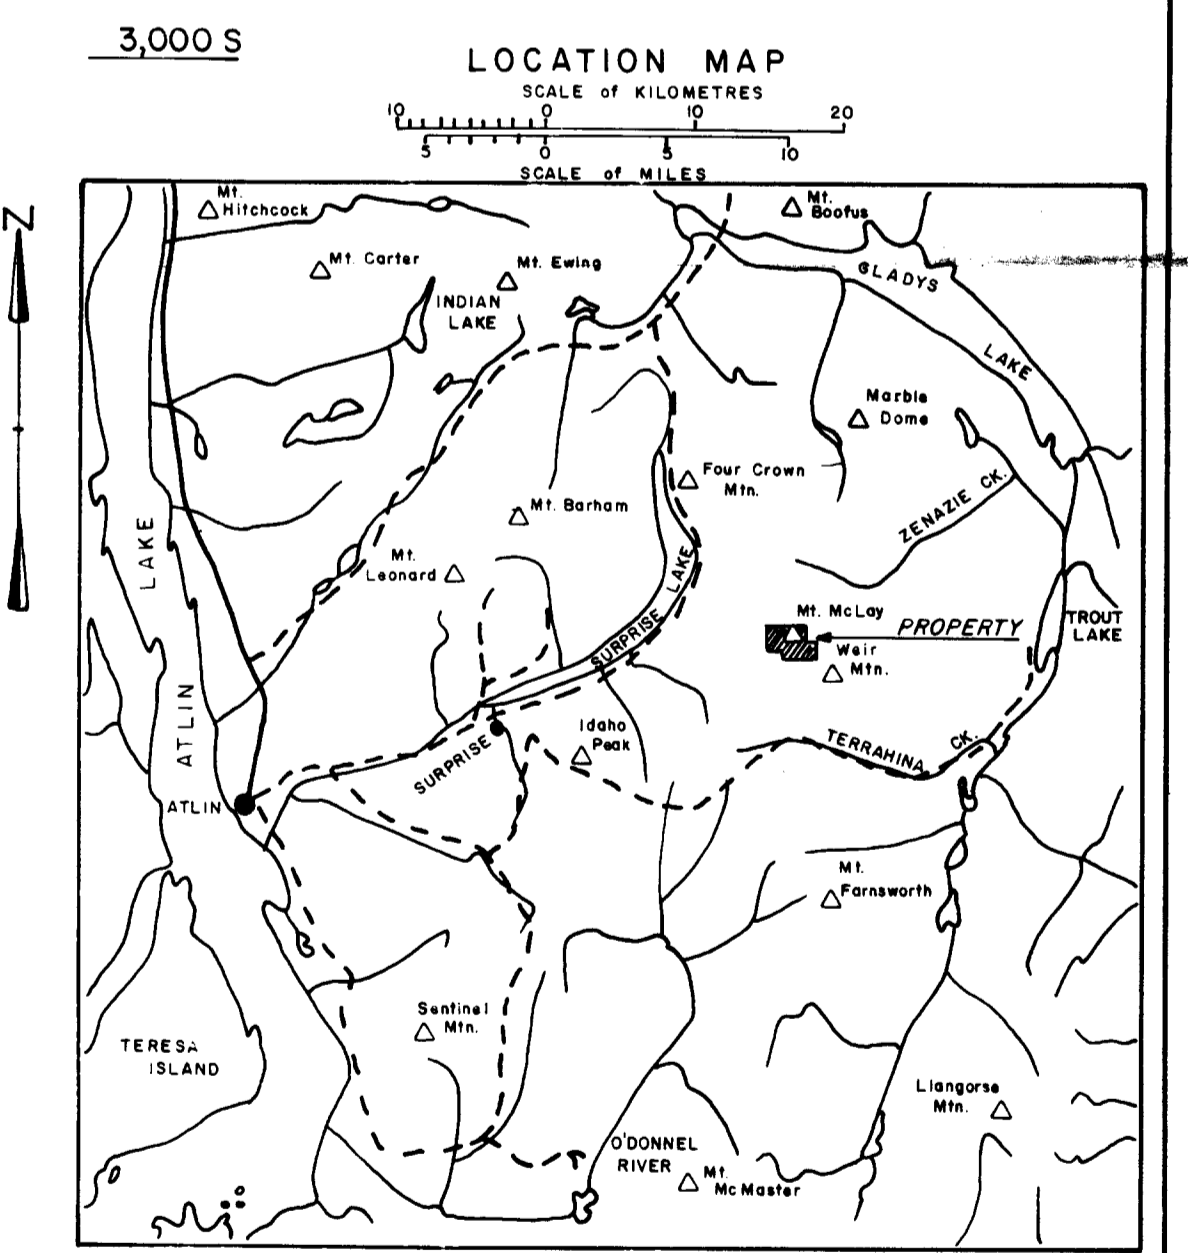 3,000 S
LOCATION MAP
SCALE of KILOMETRES
10 0 10 20
5 0 5 10
SCALE of MILES
N
Mt.
Hitchcock
Mt.
Boofus
Mt. Carter
Mt. Ewing
GLADYS
LAKE
INDIAN
LAKE
Marble
Dome
Four Crown
Mtn.
Mt. Barham
ZENAZIE CK.
LAKE
Mt.
Leonard
SURPRISE LAKE
Mt. McLay
PROPERTY
TROUT
LAKE
Weir
Mtn.
ATLIN
Idaho
Peak
SURPRISE
TERRAHINA CK.
ATLIN
Mt.
Farnsworth
Sentinel
Mtn.
TERESA
ISLAND
Llangorse
Mtn.
O'DONNEL
RIVER
Mt.
McMaster